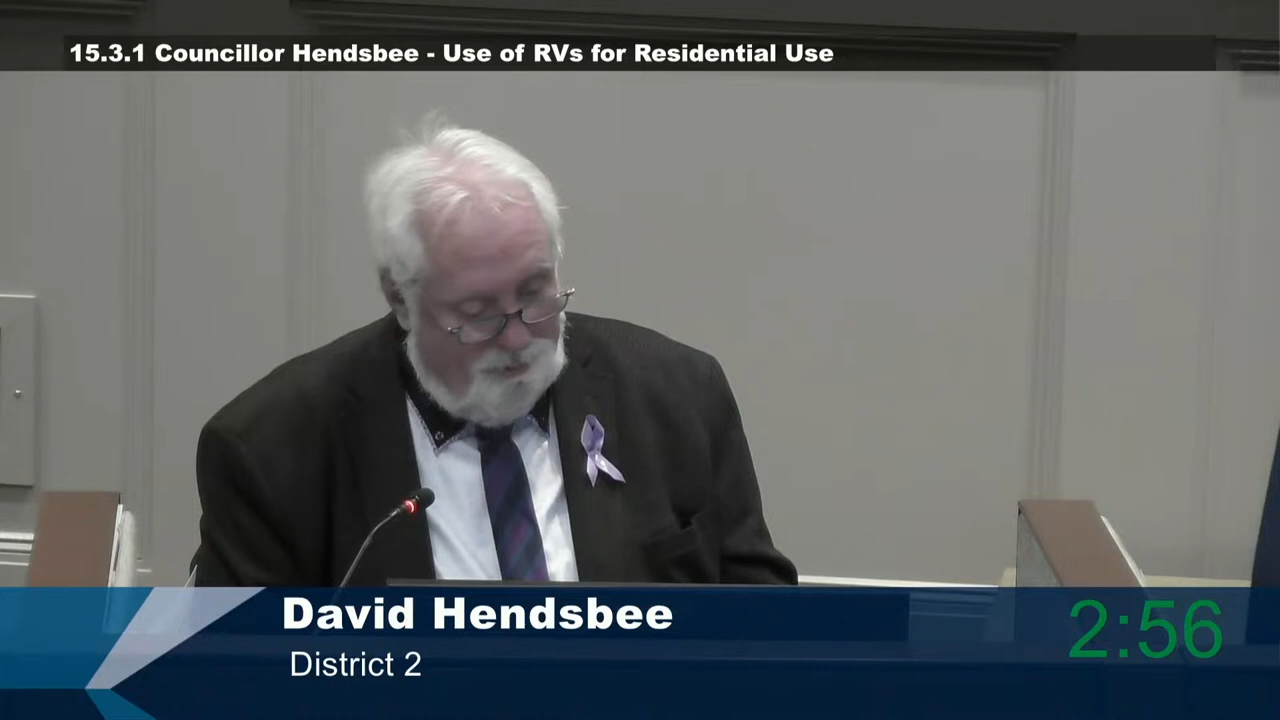 15.3.1 Councillor Hendsbee - Use of RVs for Residential Use
David Hendsbee
District 2
2:56